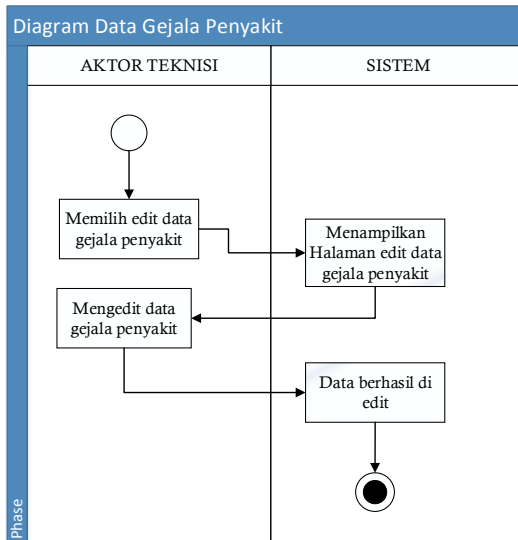 Diagram Data Gejala Penyakit
AKTOR TEKNISI
SISTEM
Memilih edit data
gejala penyakit
Menampilkan
Halaman edit data
gejala penyakit
Mengedit data
gejala penyakit
Data berhasil di
edit
Phase